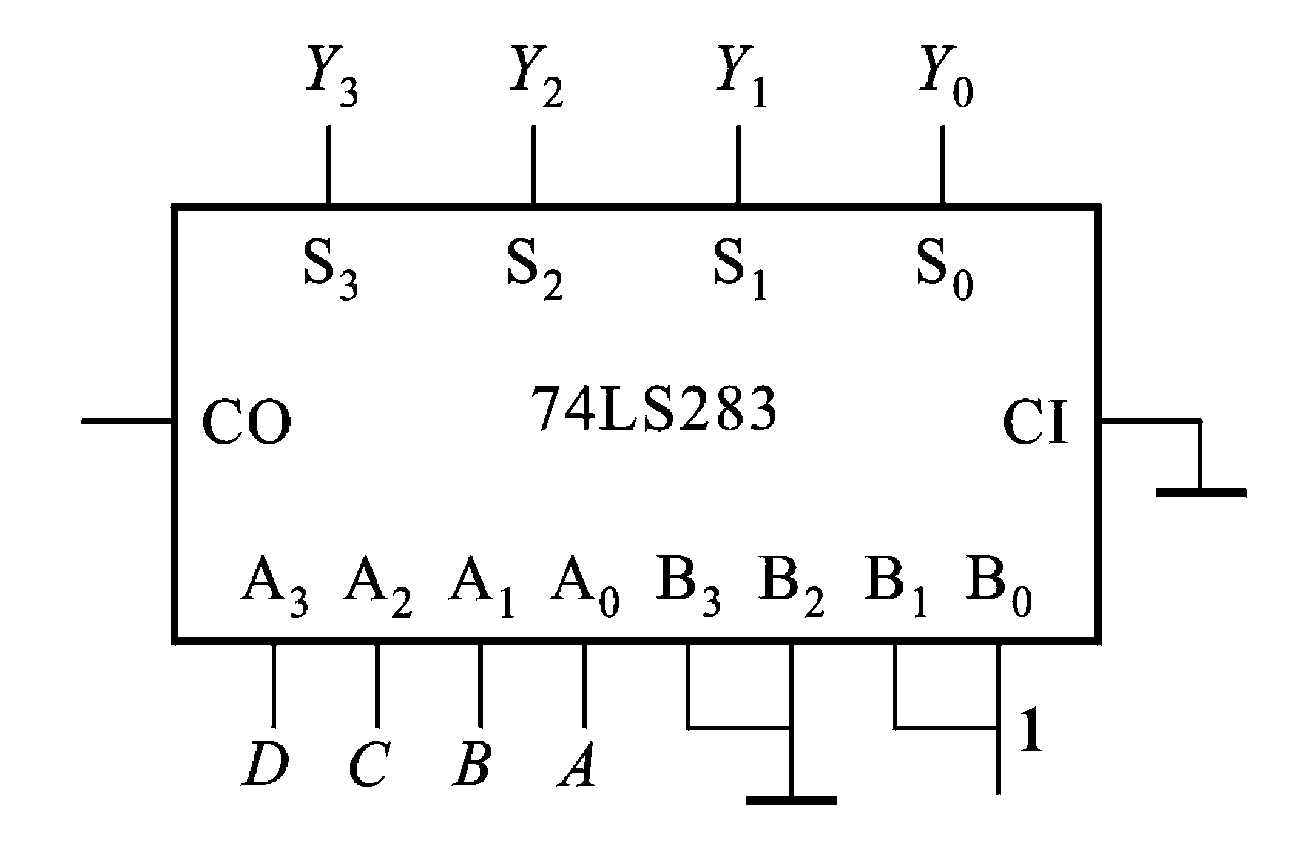 Y₃ Y₂ Y₁ Y₀
S₃ S₂ S₁ S₀
CO 74LS283 CI
A₃ A₂ A₁ A₀ B₃ B₂ B₁ B₀
D C B A 1